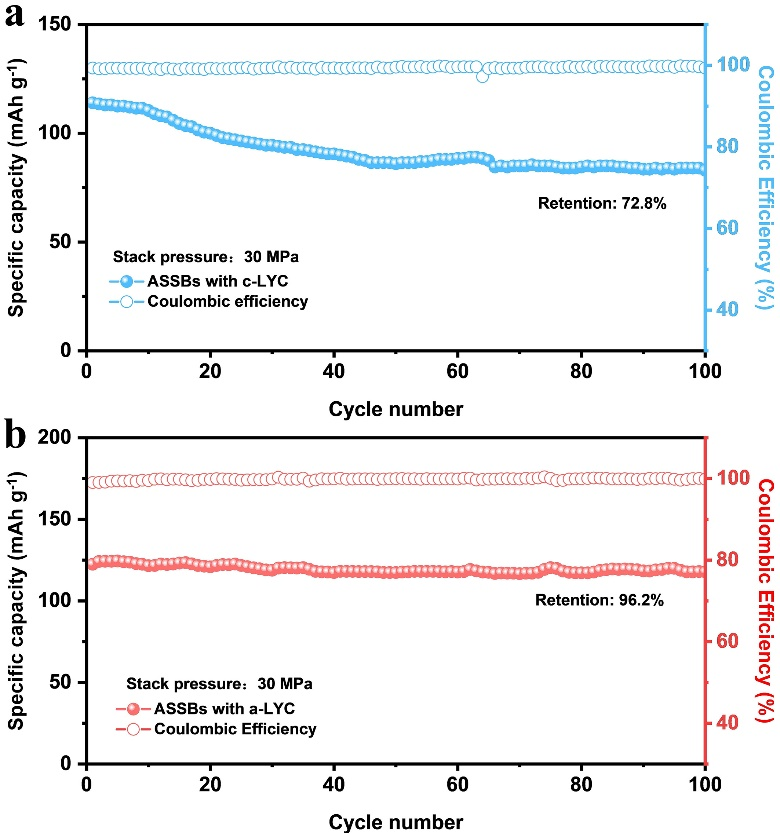 a
150
100
50
0
Specific capacity (mAh g-1)
100
80
60
40
Coulombic Efficiency (%)
Retention: 72.8%
Stack pressure：30 MPa
ASSBs with c-LYC
Coulombic efficiency
0 20 40 60 80 100
Cycle number
b
200
150
100
50
0
Specific capacity (mAh g-1)
100
80
60
40
Coulombic Efficiency (%)
Retention: 96.2%
Stack pressure：30 MPa
ASSBs with a-LYC
Coulombic Efficiency
0 20 40 60 80 100
Cycle number